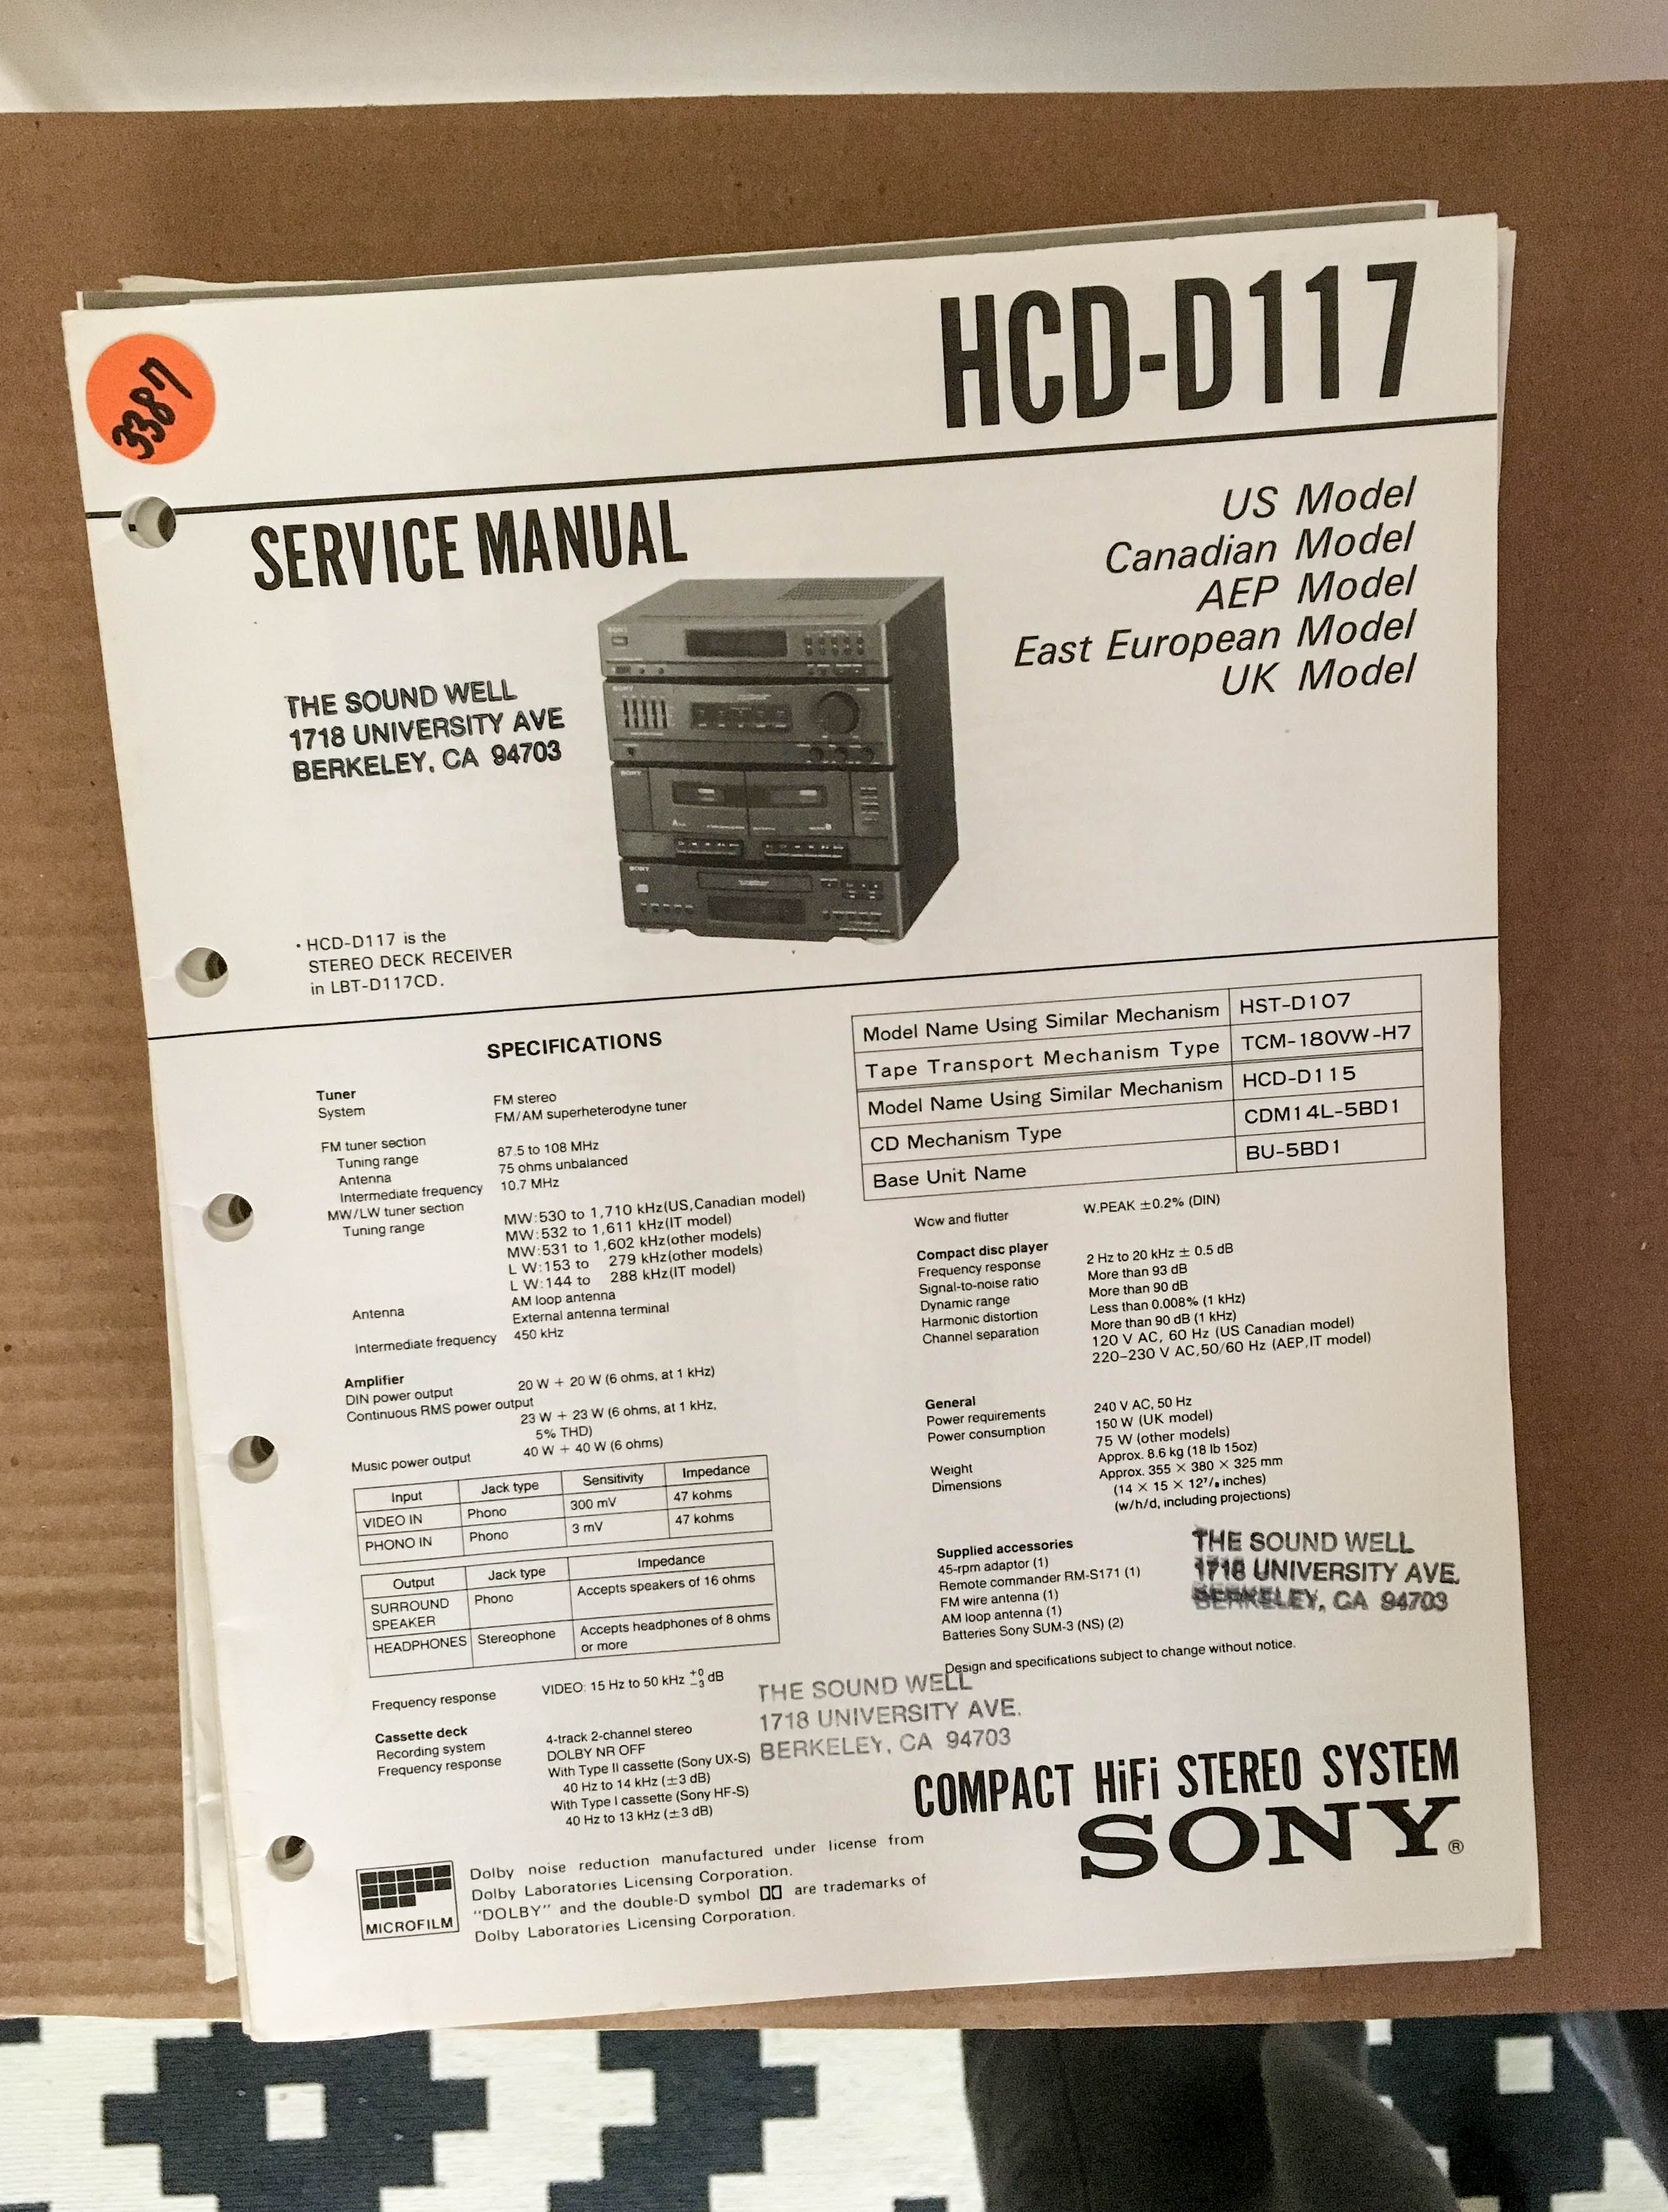 HCD-D117
3387
SERVICE MANUAL
US Model
Canadian Model
AEP Model
East European Model
UK Model
THE SOUND WELL
1718 UNIVERSITY AVE
BERKELEY, CA 94703
SONY
SONY
SONY
SONY
• HCD-D117 is the
STEREO DECK RECEIVER
in LBT-D117CD.
Model Name Using Similar Mechanism HST-D107
Tape Transport Mechanism Type TCM-180VW-H7
Model Name Using Similar Mechanism HCD-D115
CD Mechanism Type CDM14L-5BD1
Base Unit Name BU-5BD1
SPECIFICATIONS
Tuner
System FM stereo
FM/AM superheterodyne tuner
FM tuner section
Tuning range 87.5 to 108 MHz
Antenna 75 ohms unbalanced
Intermediate frequency 10.7 MHz
MW/LW tuner section
Tuning range MW:530 to 1,710 kHz(US,Canadian model)
MW:532 to 1,611 kHz(IT model)
MW:531 to 1,602 kHz(other models)
L W:153 to 279 kHz(other models)
L W:144 to 288 kHz(IT model)
Antenna AM loop antenna
External antenna terminal
Intermediate frequency 450 kHz
Amplifier
DIN power output 20 W + 20 W (6 ohms, at 1 kHz)
Continuous RMS power output
23 W + 23 W (6 ohms, at 1 kHz,
5% THD)
Music power output 40 W + 40 W (6 ohms)
Input Jack type Sensitivity Impedance
VIDEO IN Phono 300 mV 47 kohms
PHONO IN Phono 3 mV 47 kohms
Output Jack type Impedance
SURROUND SPEAKER Phono Accepts speakers of 16 ohms
HEADPHONES Stereophone Accepts headphones of 8 ohms
or more
Frequency response VIDEO: 15 Hz to 50 kHz +0 −3 dB
Cassette deck
Recording system 4-track 2-channel stereo
Frequency response DOLBY NR OFF
With Type II cassette (Sony UX-S)
40 Hz to 14 kHz (±3 dB)
With Type I cassette (Sony HF-S)
40 Hz to 13 kHz (±3 dB)
Wow and flutter W.PEAK ±0.2% (DIN)
Compact disc player
Frequency response 2 Hz to 20 kHz ± 0.5 dB
Signal-to-noise ratio More than 93 dB
Dynamic range More than 90 dB
Harmonic distortion Less than 0.008% (1 kHz)
Channel separation More than 90 dB (1 kHz)
120 V AC, 60 Hz (US Canadian model)
220–230 V AC,50/60 Hz (AEP,IT model)
General
Power requirements 240 V AC, 50 Hz
Power consumption 150 W (UK model)
75 W (other models)
Weight Approx. 8.6 kg (18 lb 15oz)
Dimensions Approx. 355 × 380 × 325 mm
(14 × 15 × 12⁷/₈ inches)
(w/h/d, including projections)
Supplied accessories
45-rpm adaptor (1)
Remote commander RM-S171 (1)
FM wire antenna (1)
AM loop antenna (1)
Batteries Sony SUM-3 (NS) (2)
THE SOUND WELL
1718 UNIVERSITY AVE.
BERKELEY, CA 94703
Design and specifications subject to change without notice.
THE SOUND WELL
1718 UNIVERSITY AVE.
BERKELEY, CA 94703
COMPACT HiFi STEREO SYSTEM
SONY®
MICROFILM
Dolby noise reduction manufactured under license from
Dolby Laboratories Licensing Corporation.
"DOLBY" and the double-D symbol are trademarks of
Dolby Laboratories Licensing Corporation.